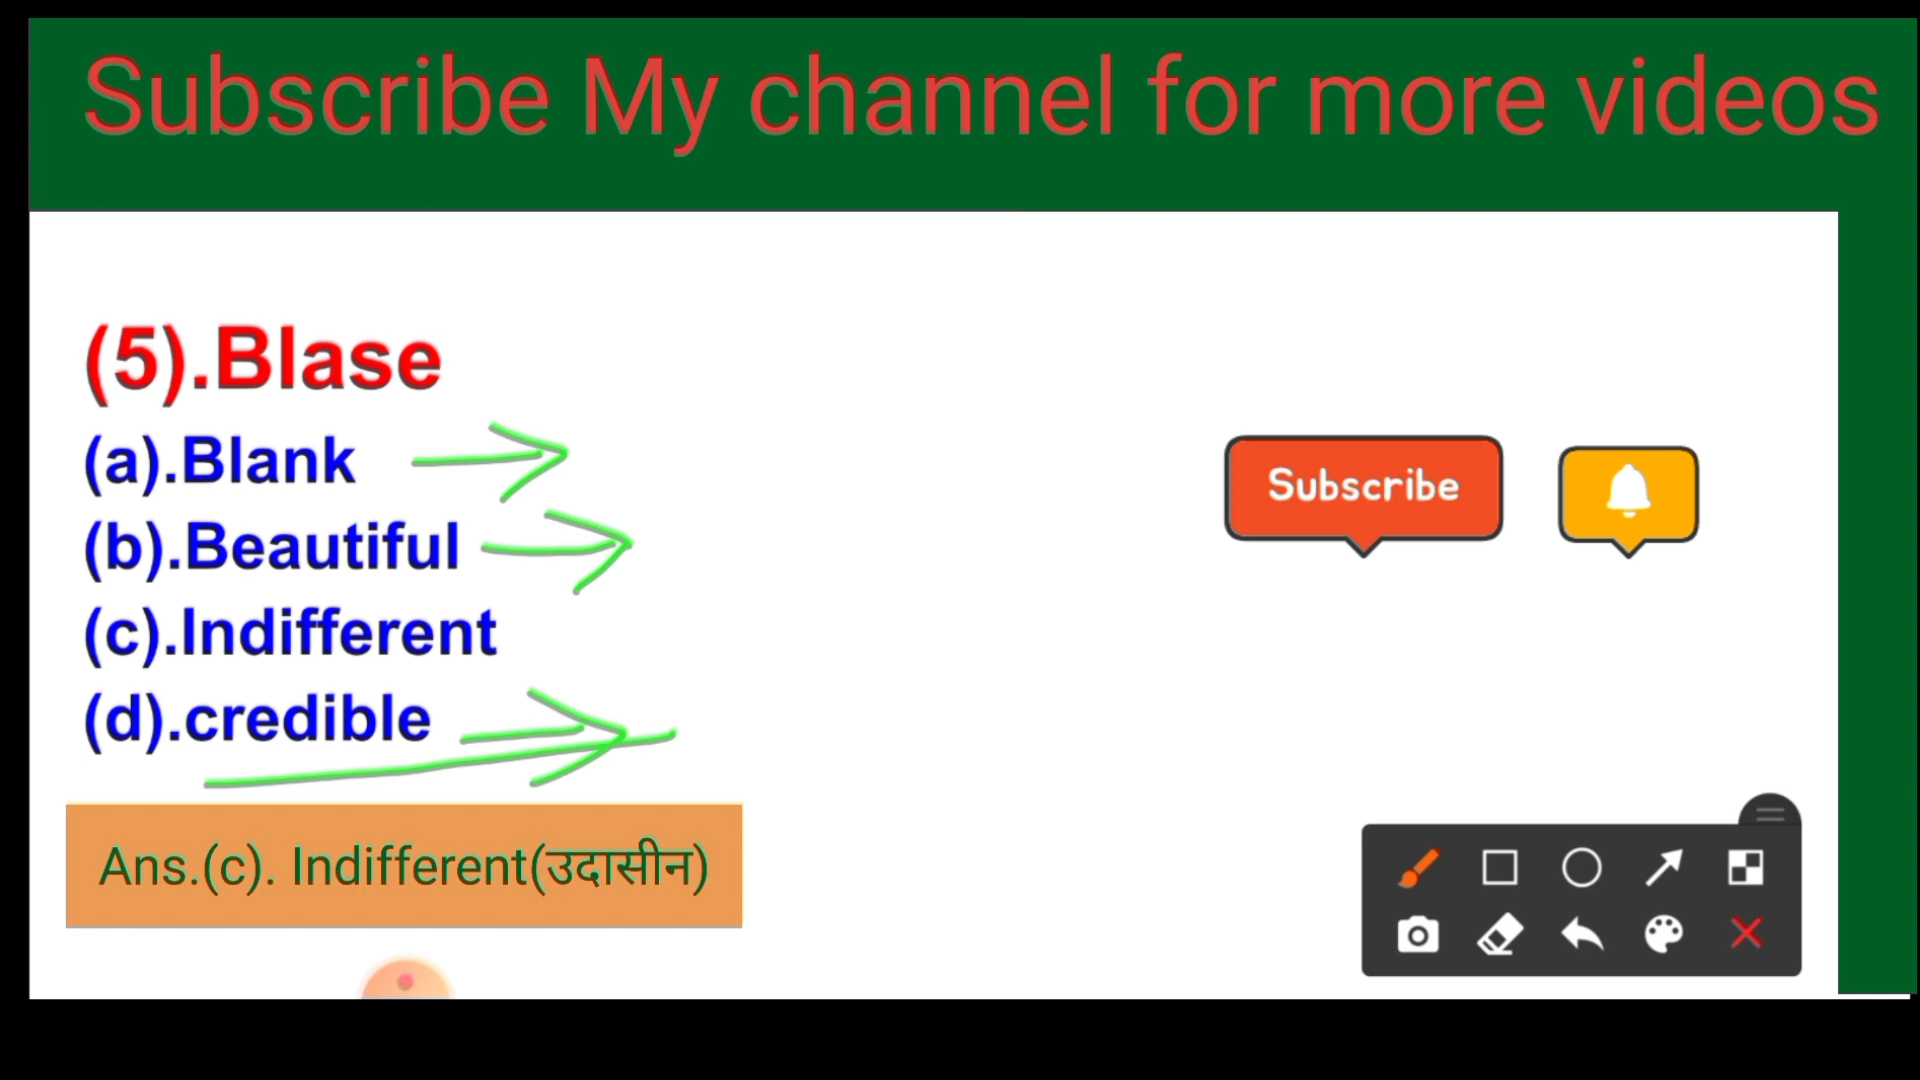 Subscribe My channel for more videos
(5).Blase
(a).Blank
(b).Beautiful
(c).Indifferent
(d).credible
Subscribe
Ans.(c). Indifferent(उदासीन)